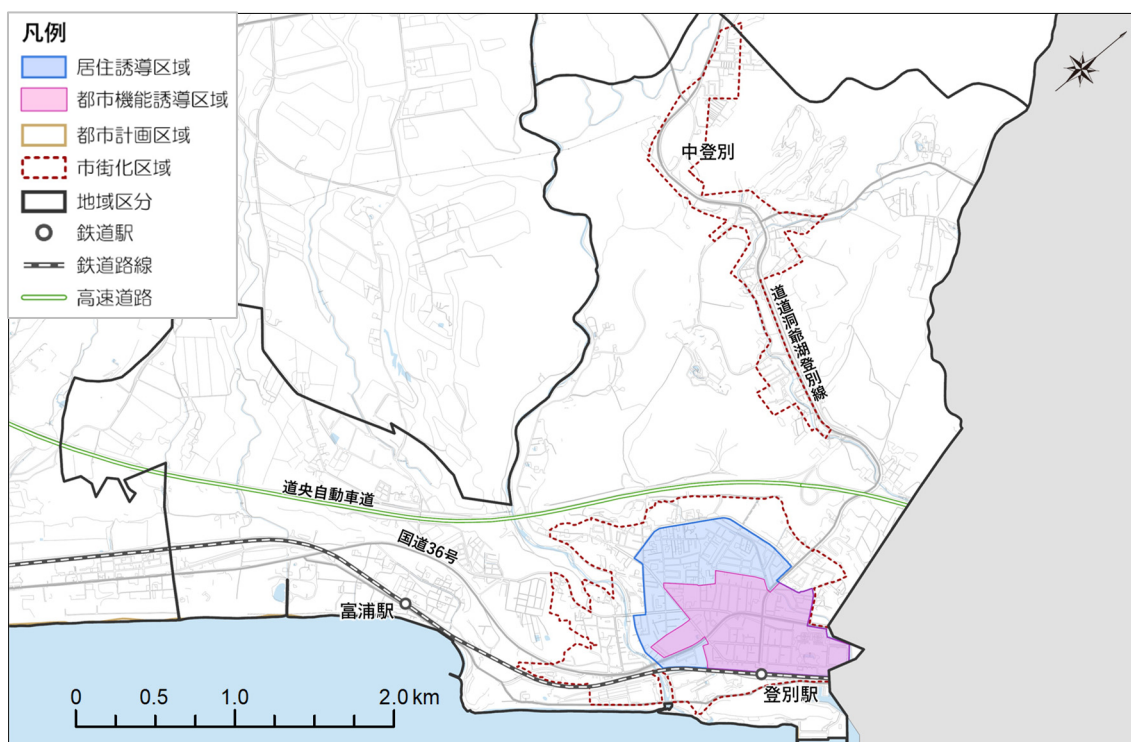 凡例
居住誘導区域
都市機能誘導区域
都市計画区域
市街化区域
地域区分
鉄道駅
鉄道路線
高速道路
中登別
道道洞爺湖登別線
道央自動車道
国道36号
富浦駅
登別駅
0 0.5 1.0 2.0 km